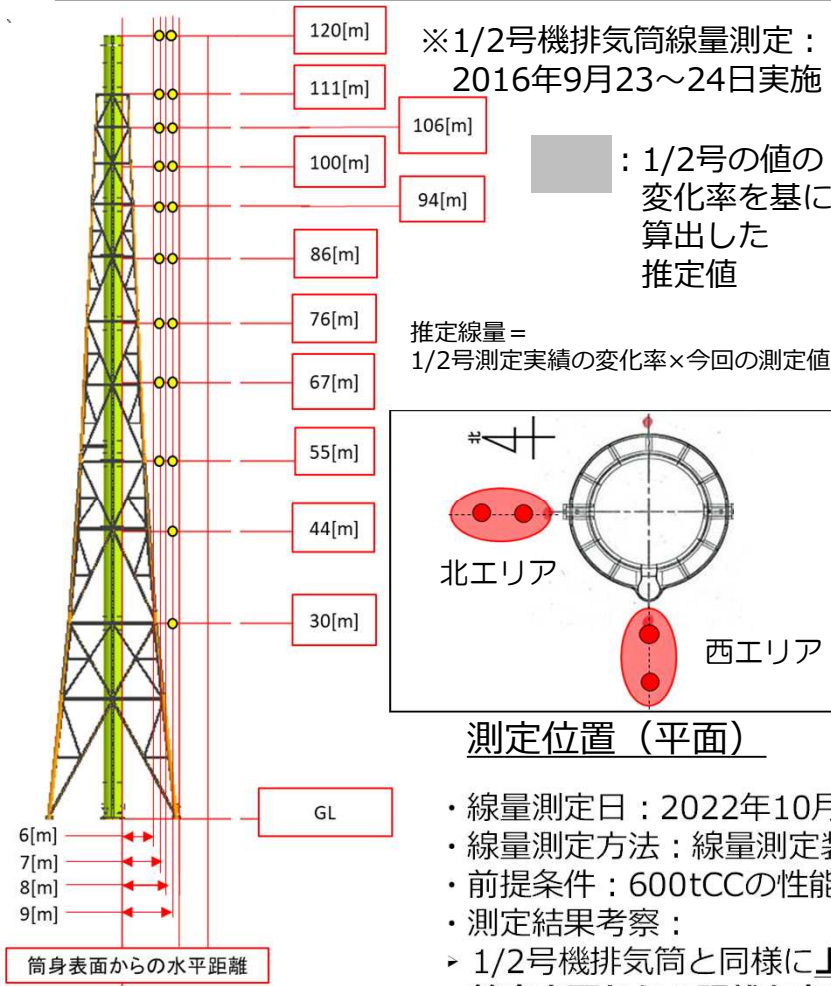 120[m]
111[m]
106[m]
100[m]
94[m]
86[m]
76[m]
67[m]
55[m]
44[m]
30[m]
GL
6[m]
7[m]
8[m]
9[m]
筒身表面からの水平距離
※1/2号機排気筒線量測定：
2016年9月23～24日実施
：1/2号の値の
変化率を基に
算出した
推定値
推定線量＝
1/2号測定実績の変化率×今回の測定値
北
北エリア
西エリア
測定位置（平面）
・線量測定日：2022年10月
・線量測定方法：線量測定
・前提条件：600tCCの性能
・測定結果考察：
➢ 1/2号機排気筒と同様に